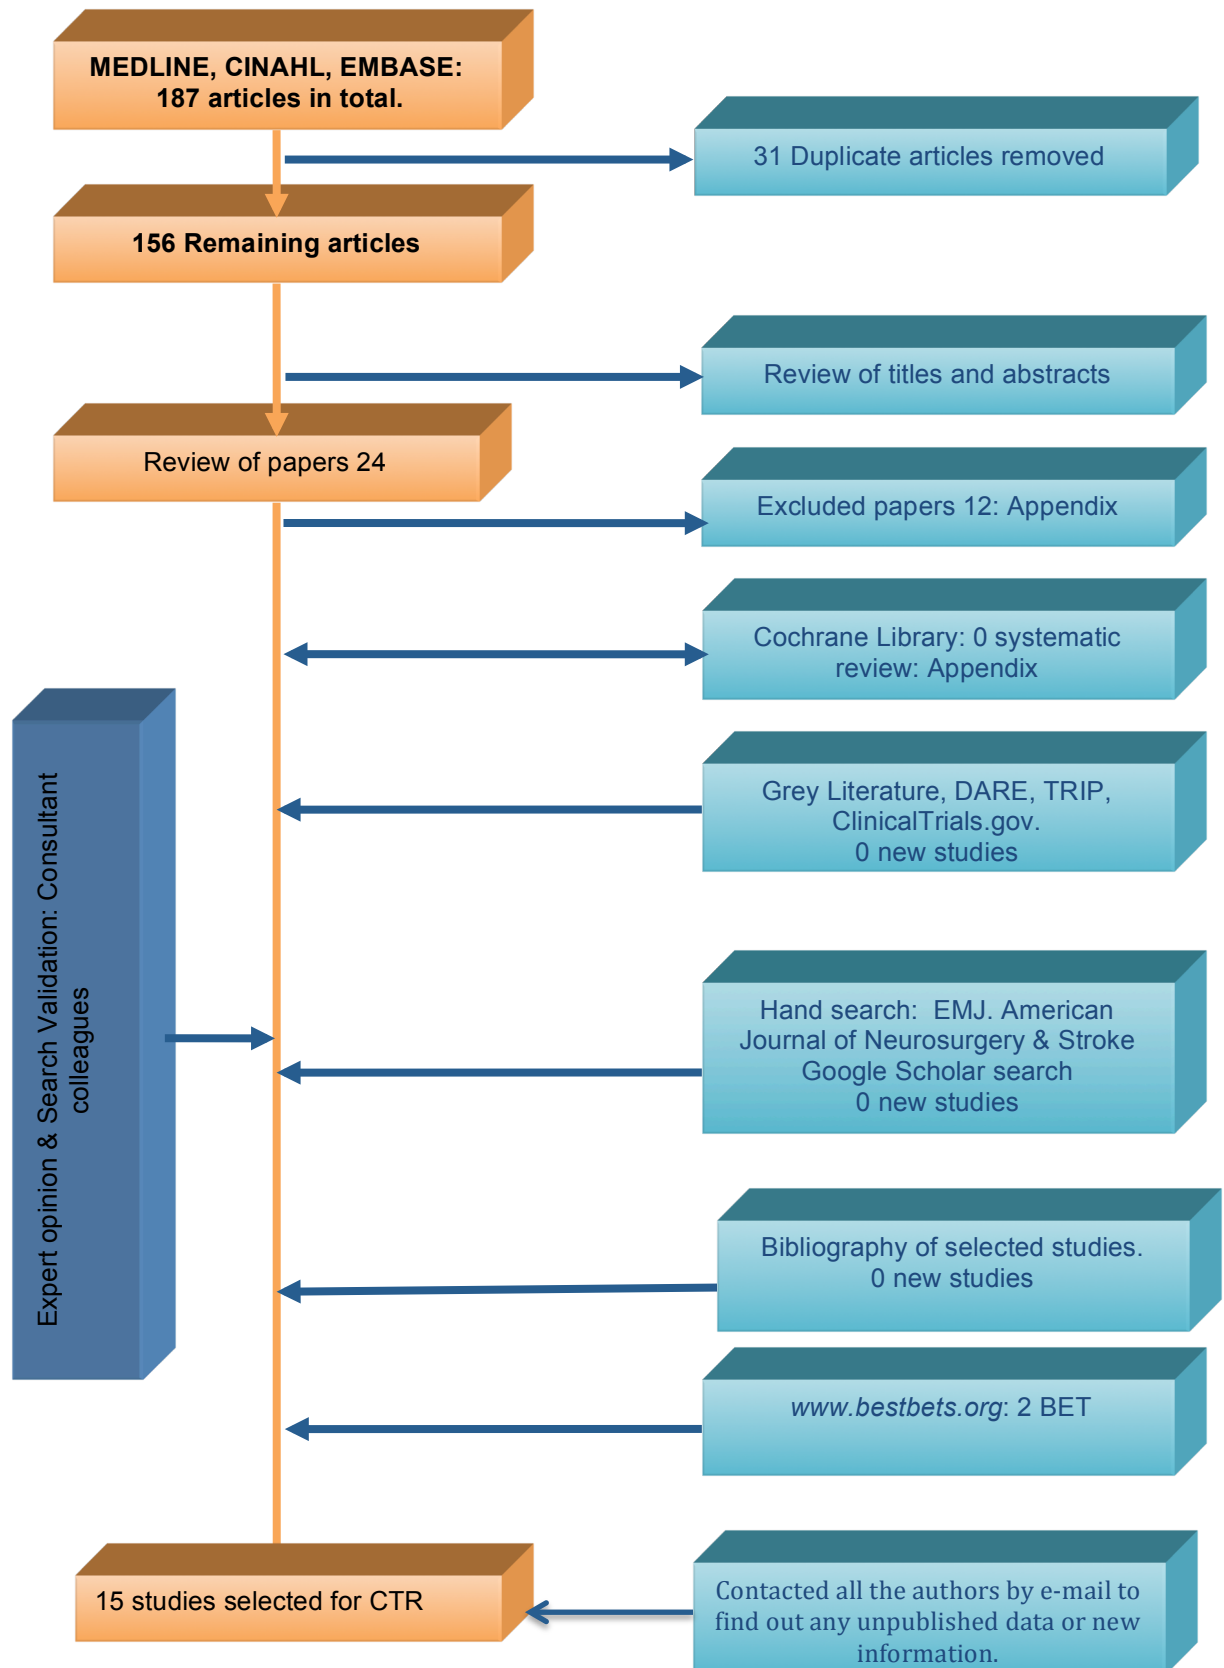 MEDLINE, CINAHL, EMBASE:
187 articles in total.
31 Duplicate articles removed
156 Remaining articles
Review of titles and abstracts
Review of papers 24
Excluded papers 12: Appendix
Cochrane Library: 0 systematic
review: Appendix
Grey Literature, DARE, TRIP,
ClinicalTrials.gov.
0 new studies
Expert opinion & Search Validation: Consultant
colleagues
Hand search:  EMJ. American
Journal of Neurosurgery & Stroke
Google Scholar search
0 new studies
Bibliography of selected studies.
0 new studies
www.bestbets.org: 2 BET
15 studies selected for CTR
Contacted all the authors by e-mail to
find out any unpublished data or new
information.